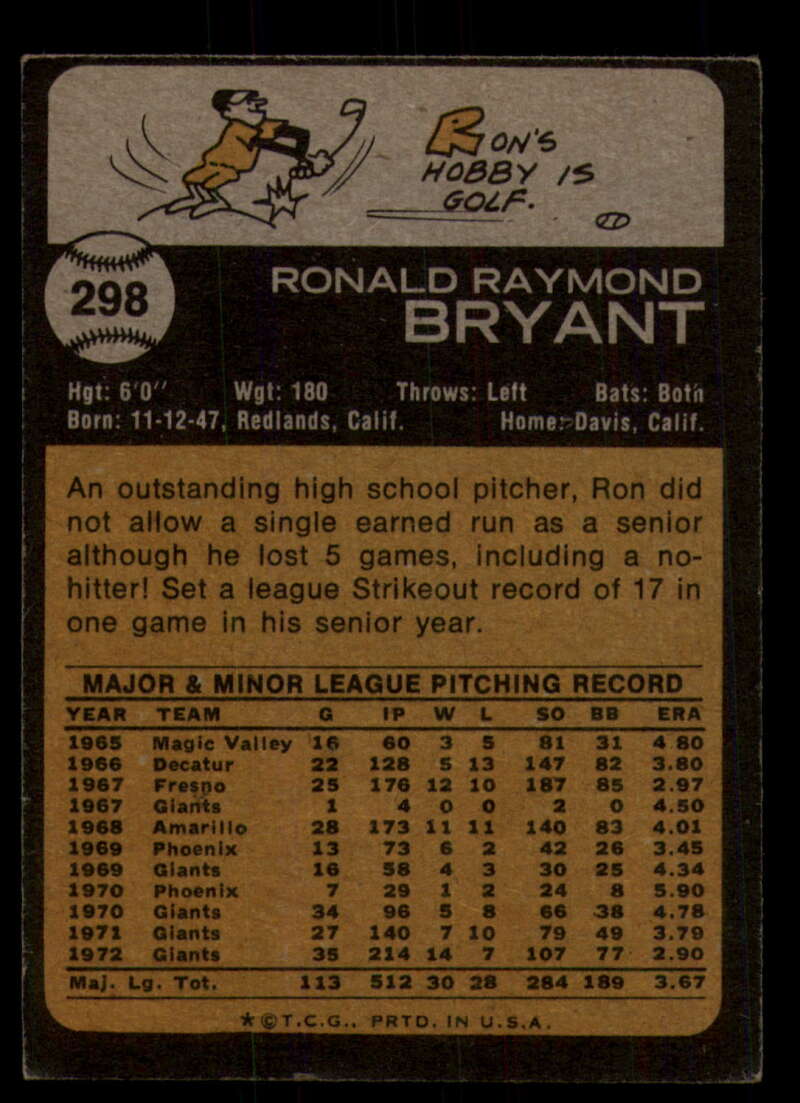 RON'S
HOBBY IS
GOLF.
298
RONALD RAYMOND
BRYANT
Hgt: 6'0" Wgt: 180 Throws: Left Bats: Both
Born: 11-12-47, Redlands, Calif. Home: Davis, Calif.
An outstanding high school pitcher, Ron did
not allow a single earned run as a senior
although he lost 5 games, including a no-
hitter! Set a league Strikeout record of 17 in
one game in his senior year.
MAJOR & MINOR LEAGUE PITCHING RECORD
YEAR TEAM G IP W L SO BB ERA
1965 Magic Valley 16 60 3 5 81 31 4.80
1966 Decatur 22 128 5 13 147 82 3.80
1967 Fresno 25 176 12 10 187 85 2.97
1967 Giants 1 4 0 0 2 0 4.50
1968 Amarillo 28 173 11 11 140 83 4.01
1969 Phoenix 13 73 6 2 42 26 3.45
1969 Giants 16 58 4 3 30 25 4.34
1970 Phoenix 7 29 1 2 24 8 5.90
1970 Giants 34 96 5 8 66 38 4.78
1971 Giants 27 140 7 10 79 49 3.79
1972 Giants 35 214 14 7 107 77 2.90
Maj. Lg. Tot. 113 512 30 28 284 189 3.67
★©T.C.G.. PRTD. IN U.S.A.